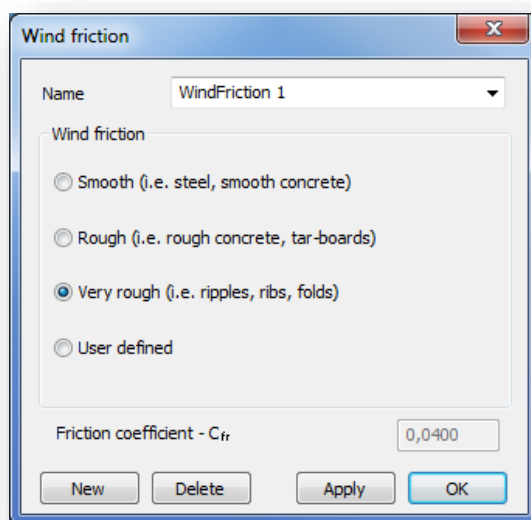 Wind friction
Name WindFriction 1
Wind friction
Smooth (i.e. steel, smooth concrete)
Rough (i.e. rough concrete, tar-boards)
Very rough (i.e. ripples, ribs, folds)
User defined
Friction coefficient - Cfr 0,0400
New Delete Apply OK